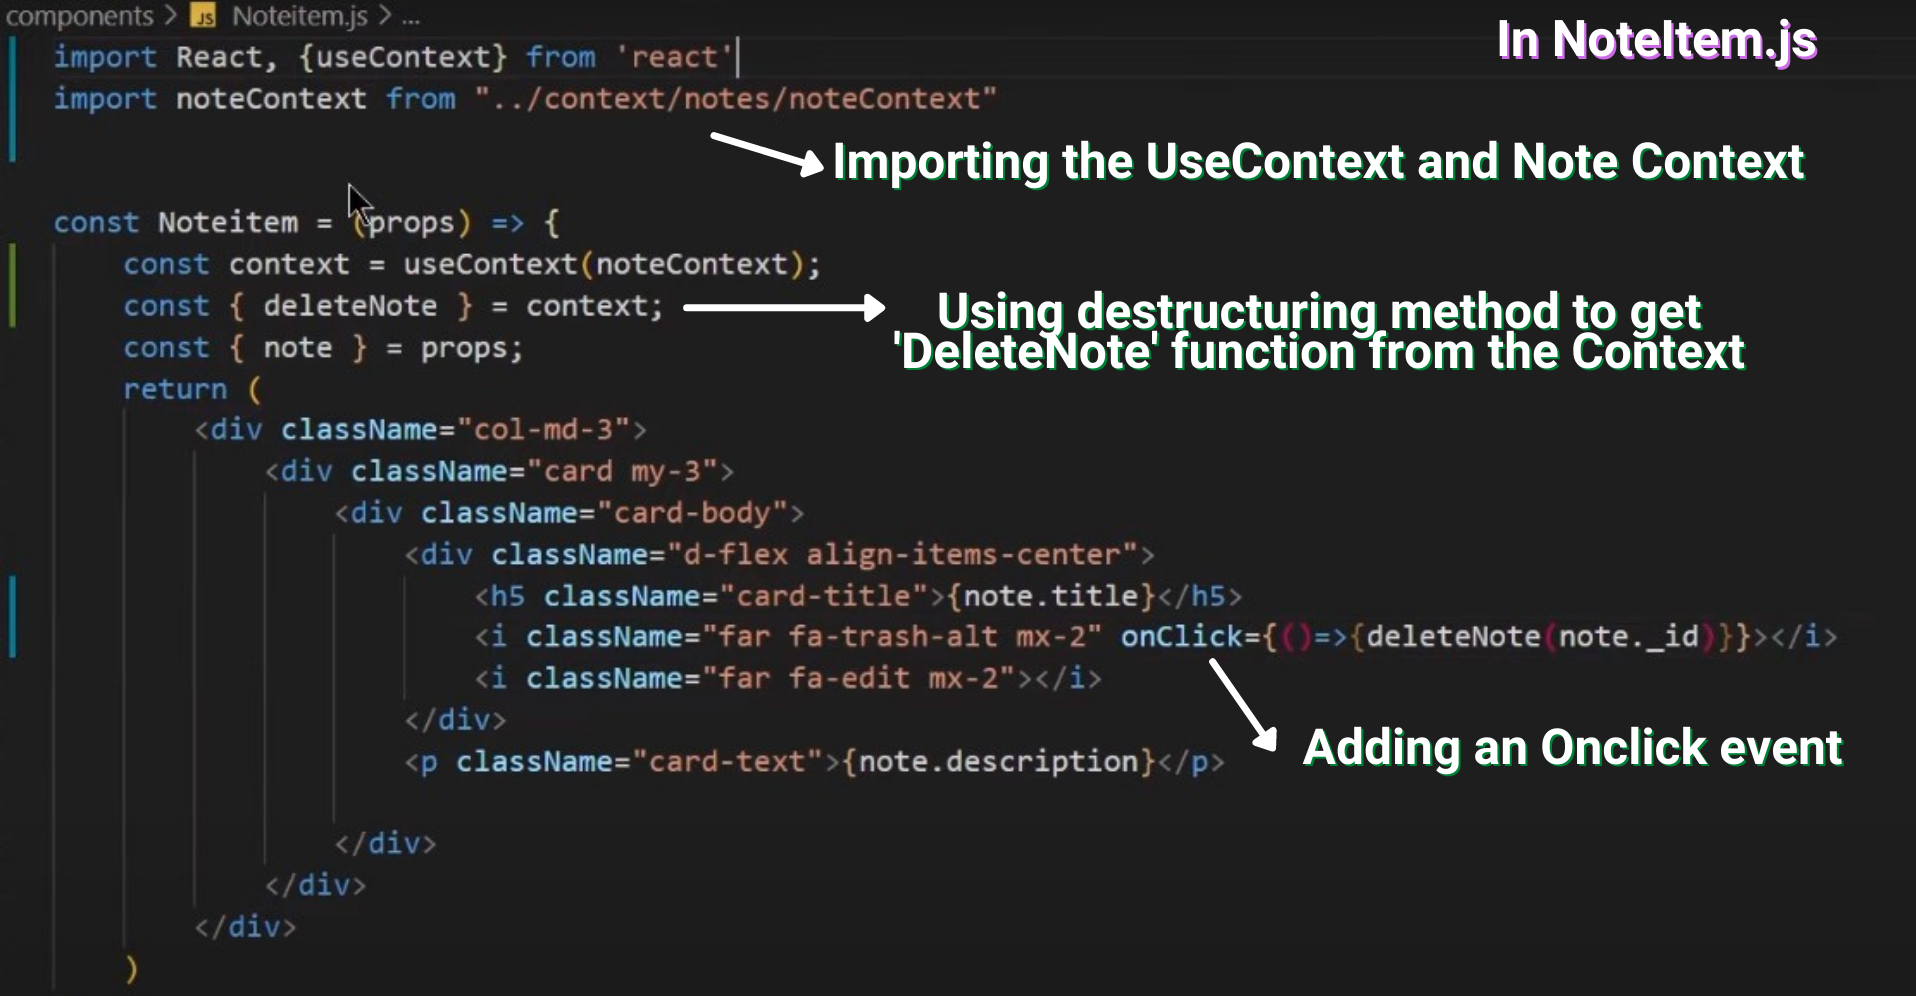 components > JS Noteitem.js > ...
In NoteItem.js
import React, {useContext} from 'react'
import noteContext from "../context/notes/noteContext"
Importing the UseContext and Note Context
const Noteitem = (props) => {
    const context = useContext(noteContext);
    const { deleteNote } = context;
Using destructuring method to get
'DeleteNote' function from the Context
    const { note } = props;
    return (
        <div className="col-md-3">
            <div className="card my-3">
                <div className="card-body">
                    <div className="d-flex align-items-center">
                        <h5 className="card-title">{note.title}</h5>
                        <i className="far fa-trash-alt mx-2" onClick={()=>{deleteNote(note._id)}}></i>
                        <i className="far fa-edit mx-2"></i>
                    </div>
Adding an Onclick event
                    <p className="card-text">{note.description}</p>
                </div>
            </div>
        </div>
    )